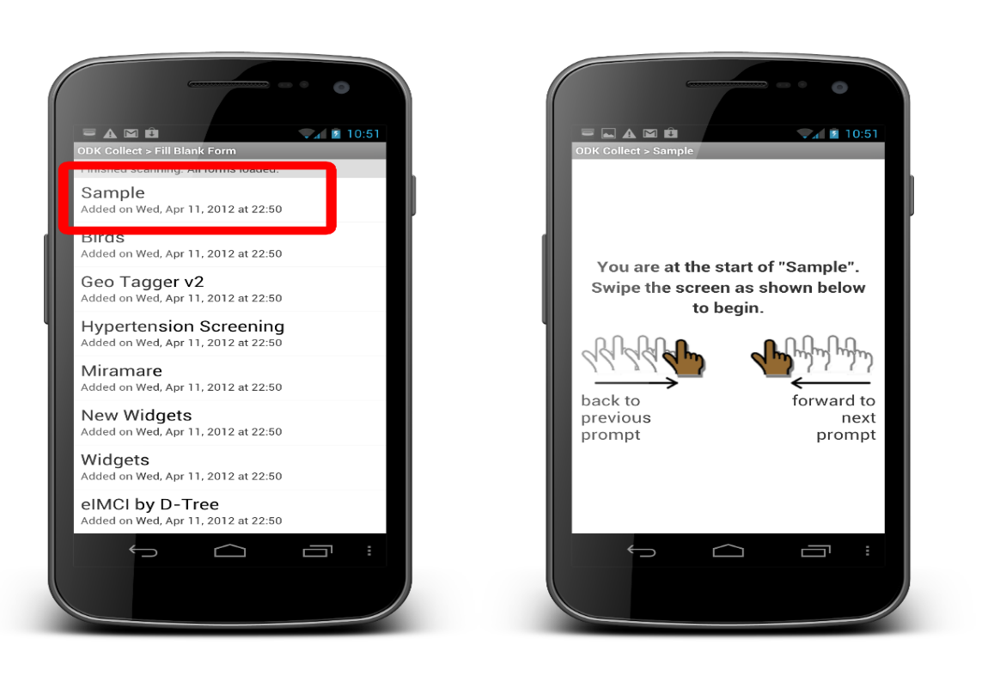 10:51
ODK Collect > Fill Blank Form
Finished scanning. All forms loaded.
Sample
Added on Wed, Apr 11, 2012 at 22:50
Birds
Added on Wed, Apr 11, 2012 at 22:50
Geo Tagger v2
Added on Wed, Apr 11, 2012 at 22:50
Hypertension Screening
Added on Wed, Apr 11, 2012 at 22:50
Miramare
Added on Wed, Apr 11, 2012 at 22:50
New Widgets
Added on Wed, Apr 11, 2012 at 22:50
Widgets
Added on Wed, Apr 11, 2012 at 22:50
eIMCI by D-Tree
Added on Wed, Apr 11, 2012 at 22:50
10:51
ODK Collect > Sample
You are at the start of "Sample".
Swipe the screen as shown below
to begin.
back to
previous
prompt
forward to
next
prompt